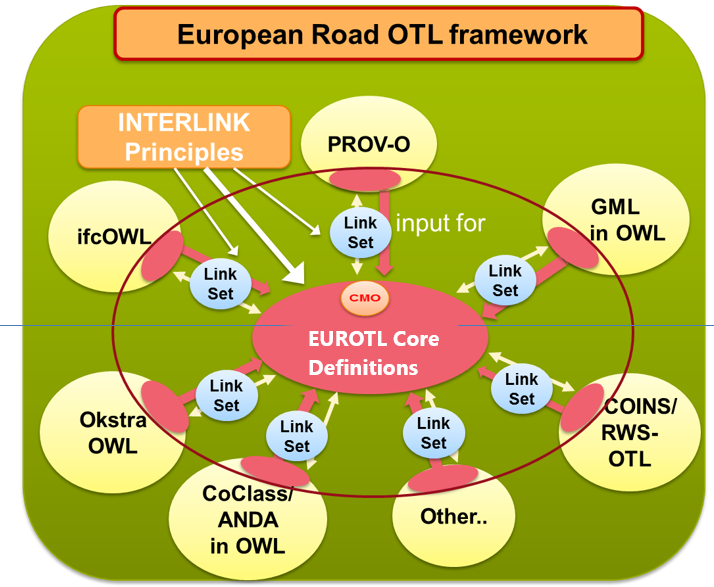 European Road OTL framework
INTERLINK
Principles
PROV-O
GML
in OWL
ifcOWL
Link
Set
input for
Link
Set
Link
Set
CMO
EUROTL Core
Definitions
Link
Set
Link
Set
Okstra
OWL
Link
Set
Link
Set
COINS/
RWS-
OTL
CoClass/
ANDA
in OWL
Other..